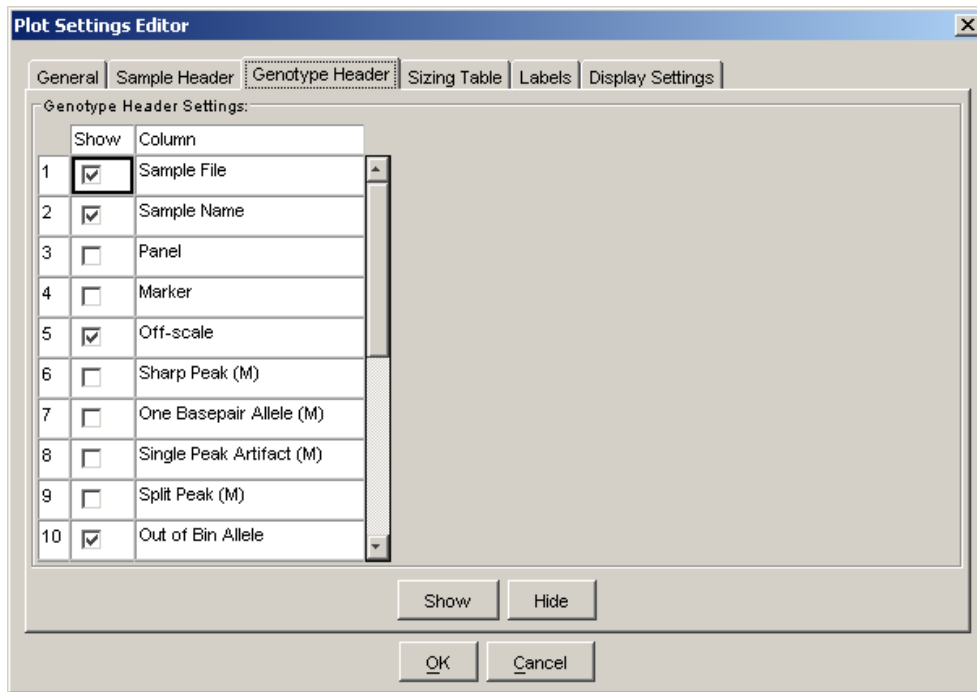 Plot Settings Editor
General Sample Header Genotype Header Sizing Table Labels Display Settings
Genotype Header Settings:
Show Column
1 Sample File
2 Sample Name
3 Panel
4 Marker
5 Off-scale
6 Sharp Peak (M)
7 One Basepair Allele (M)
8 Single Peak Artifact (M)
9 Split Peak (M)
10 Out of Bin Allele
Show Hide
OK Cancel